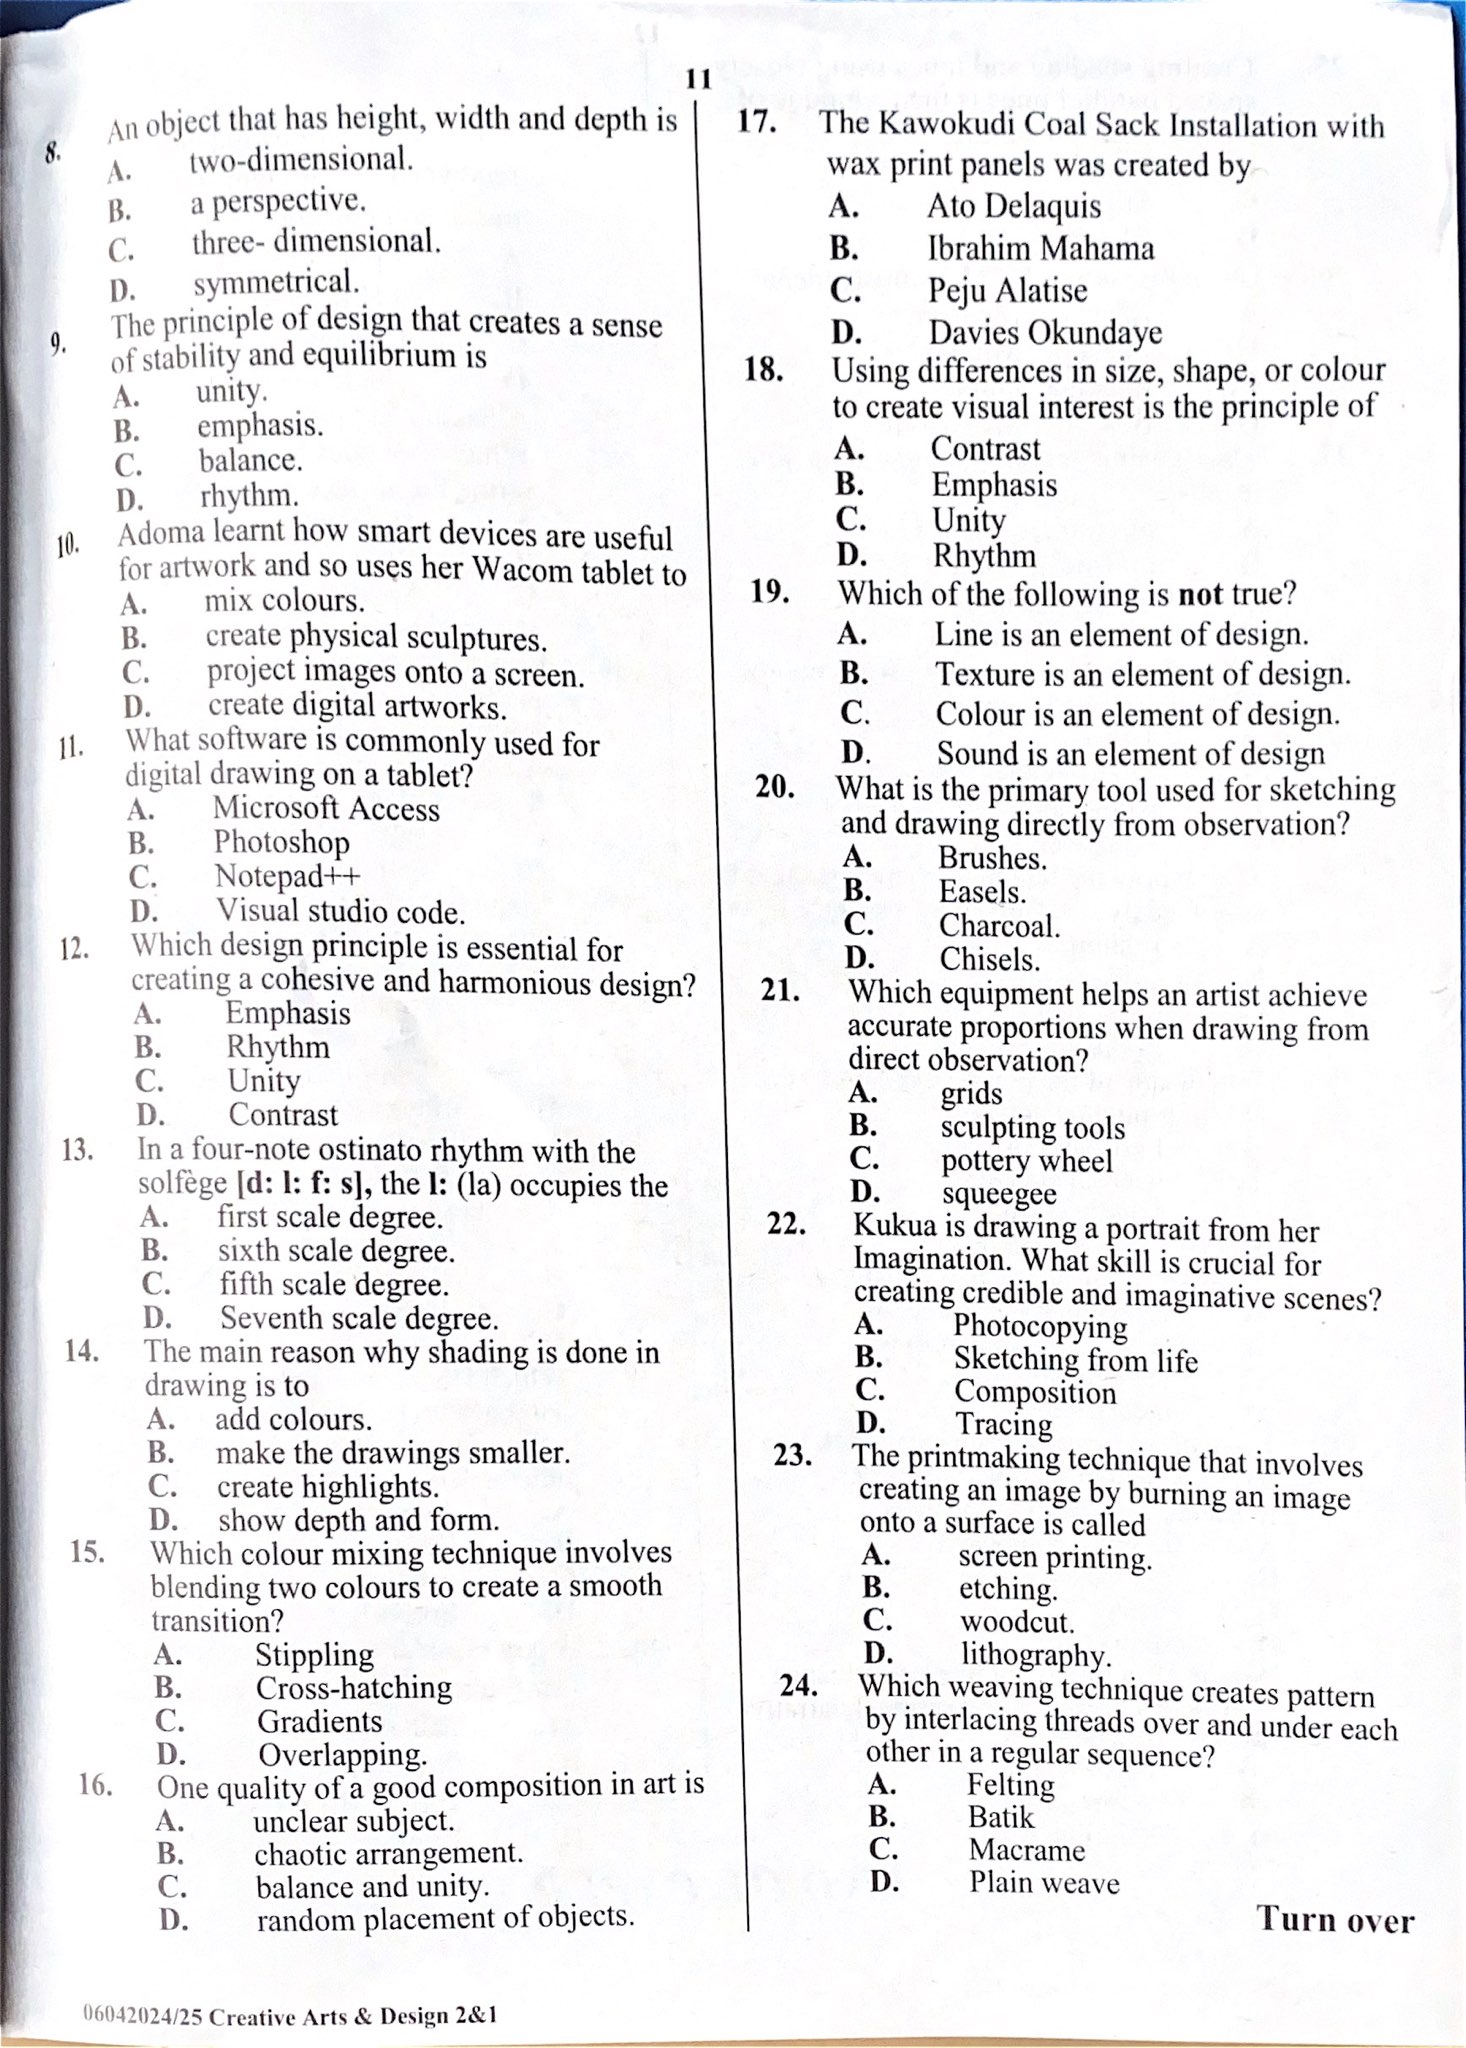 11
8. An object that has height, width and depth is
A. two-dimensional.
B. a perspective.
C. three- dimensional.
D. symmetrical.
9. The principle of design that creates a sense
of stability and equilibrium is
A. unity.
B. emphasis.
C. balance.
D. rhythm.
10. Adoma learnt how smart devices are useful
for artwork and so uses her Wacom tablet to
A. mix colours.
B. create physical sculptures.
C. project images onto a screen.
D. create digital artworks.
11. What software is commonly used for
digital drawing on a tablet?
A. Microsoft Access
B. Photoshop
C. Notepad++
D. Visual studio code.
12. Which design principle is essential for
creating a cohesive and harmonious design?
A. Emphasis
B. Rhythm
C. Unity
D. Contrast
13. In a four-note ostinato rhythm with the
solfège [d: l: f: s], the l: (la) occupies the
A. first scale degree.
B. sixth scale degree.
C. fifth scale degree.
D. Seventh scale degree.
14. The main reason why shading is done in
drawing is to
A. add colours.
B. make the drawings smaller.
C. create highlights.
D. show depth and form.
15. Which colour mixing technique involves
blending two colours to create a smooth
transition?
A. Stippling
B. Cross-hatching
C. Gradients
D. Overlapping.
16. One quality of a good composition in art is
A. unclear subject.
B. chaotic arrangement.
C. balance and unity.
D. random placement of objects.
17. The Kawokudi Coal Sack Installation with
wax print panels was created by
A. Ato Delaquis
B. Ibrahim Mahama
C. Peju Alatise
D. Davies Okundaye
18. Using differences in size, shape, or colour
to create visual interest is the principle of
A. Contrast
B. Emphasis
C. Unity
D. Rhythm
19. Which of the following is not true?
A. Line is an element of design.
B. Texture is an element of design.
C. Colour is an element of design.
D. Sound is an element of design
20. What is the primary tool used for sketching
and drawing directly from observation?
A. Brushes.
B. Easels.
C. Charcoal.
D. Chisels.
21. Which equipment helps an artist achieve
accurate proportions when drawing from
direct observation?
A. grids
B. sculpting tools
C. pottery wheel
D. squeegee
22. Kukua is drawing a portrait from her
Imagination. What skill is crucial for
creating credible and imaginative scenes?
A. Photocopying
B. Sketching from life
C. Composition
D. Tracing
23. The printmaking technique that involves
creating an image by burning an image
onto a surface is called
A. screen printing.
B. etching.
C. woodcut.
D. lithography.
24. Which weaving technique creates pattern
by interlacing threads over and under each
other in a regular sequence?
A. Felting
B. Batik
C. Macrame
D. Plain weave
Turn over
06042024/25 Creative Arts & Design 2&1